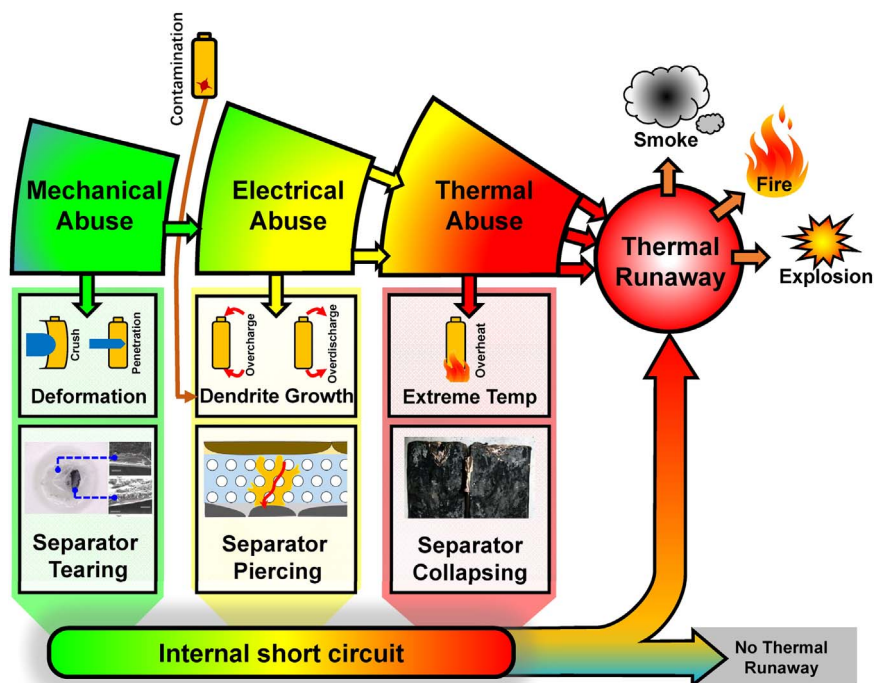 Contamination
Mechanical
Abuse
Electrical
Abuse
Thermal
Abuse
Smoke
Fire
Explosion
Thermal
Runaway
Crush
Penetration
Deformation
Overcharge
Overdischarge
Dendrite Growth
Overheat
Extreme Temp
Separator
Tearing
Separator
Piercing
Separator
Collapsing
Internal short circuit
No Thermal
Runaway